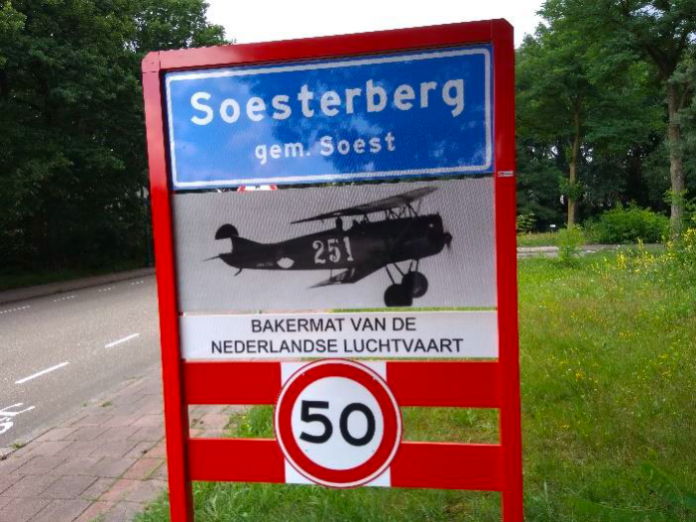 Soesterberg
gem. Soest
251
BAKERMAT VAN DE
NEDERLANDSE LUCHTVAART
50